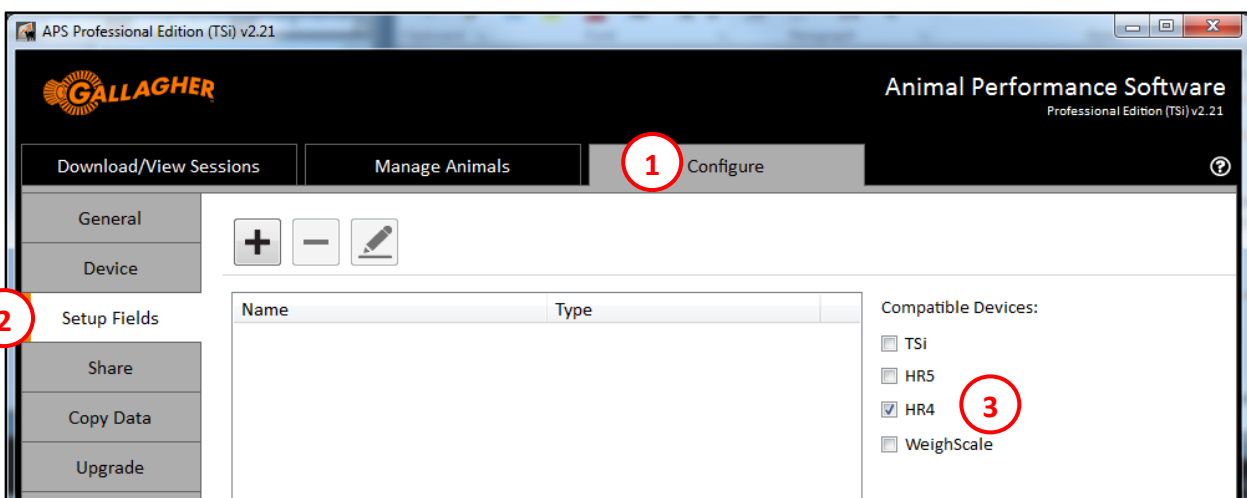 APS Professional Edition (TSi) v2.21
GALLAGHER
Animal Performance Software
Professional Edition (TSi) v2.21
Download/View Sessions
Manage Animals
1
Configure
?
General
Device
2
Setup Fields
Share
Copy Data
Upgrade
Name
Type
Compatible Devices:
TSi
HR5
HR4
3
WeighScale